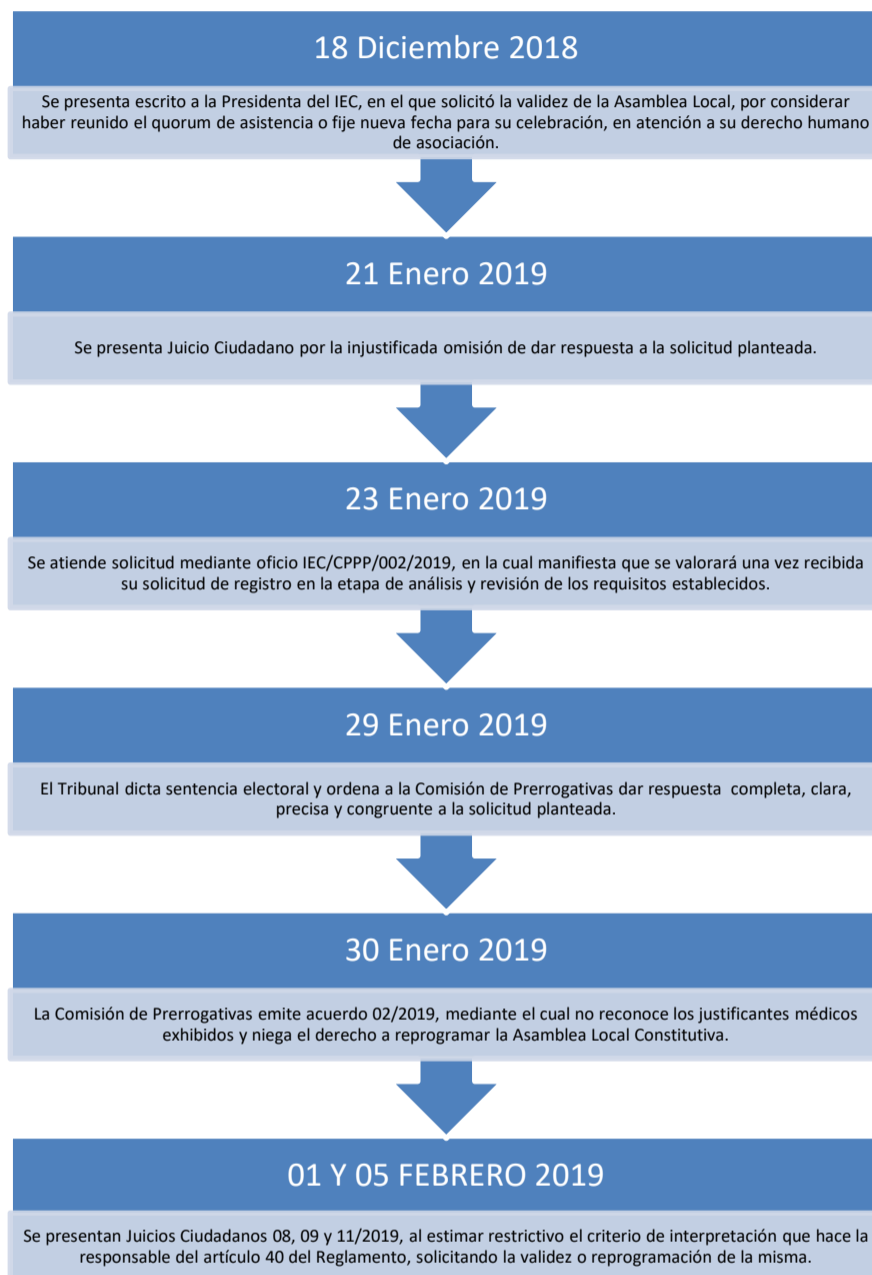 18 Diciembre 2018
Se presenta escrito a la Presidenta del IEC, en el que solicitó la validez de la Asamblea Local, por considerar
haber reunido el quorum de asistencia o fije nueva fecha para su celebración, en atención a su derecho humano
de asociación.
21 Enero 2019
Se presenta Juicio Ciudadano por la injustificada omisión de dar respuesta a la solicitud planteada.
23 Enero 2019
Se atiende solicitud mediante oficio IEC/CPPP/002/2019, en la cual manifiesta que se valorará una vez recibida
su solicitud de registro en la etapa de análisis y revisión de los requisitos establecidos.
29 Enero 2019
El Tribunal dicta sentencia electoral y ordena a la Comisión de Prerrogativas dar respuesta completa, clara,
precisa y congruente a la solicitud planteada.
30 Enero 2019
La Comisión de Prerrogativas emite acuerdo 02/2019, mediante el cual no reconoce los justificantes médicos
exhibidos y niega el derecho a reprogramar la Asamblea Local Constitutiva.
01 Y 05 FEBRERO 2019
Se presentan Juicios Ciudadanos 08, 09 y 11/2019, al estimar restrictivo el criterio de interpretación que hace la
responsable del artículo 40 del Reglamento, solicitando la validez o reprogramación de la misma.